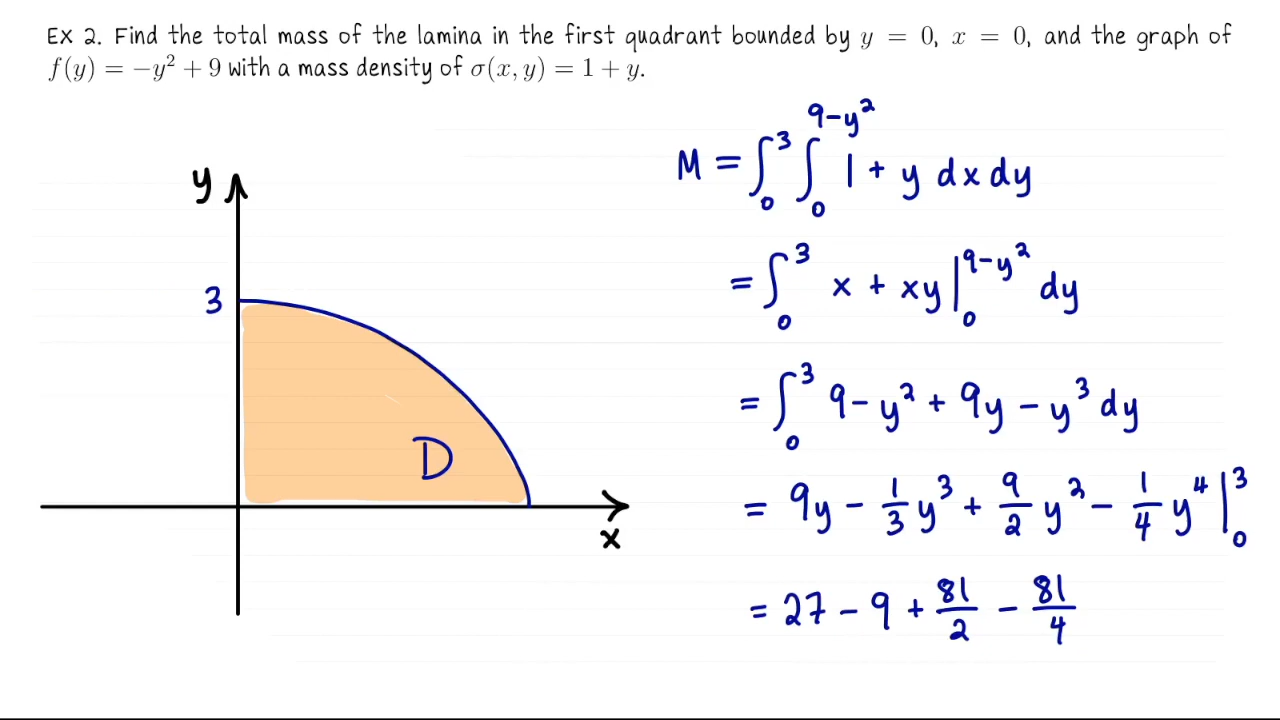 Ex 2. Find the total mass of the lamina in the first quadrant bounded by y = 0, x = 0, and the graph of
f(y) = −y² + 9 with a mass density of σ(x, y) = 1 + y.
y
3
D
x
M = ∫₀³ ∫₀^(9−y²) 1 + y dx dy
= ∫₀³ x + xy |₀^(9−y²) dy
= ∫₀³ 9 − y² + 9y − y³ dy
= 9y − 1/3 y³ + 9/2 y² − 1/4 y⁴ |₀³
= 27 − 9 + 81/2 − 81/4